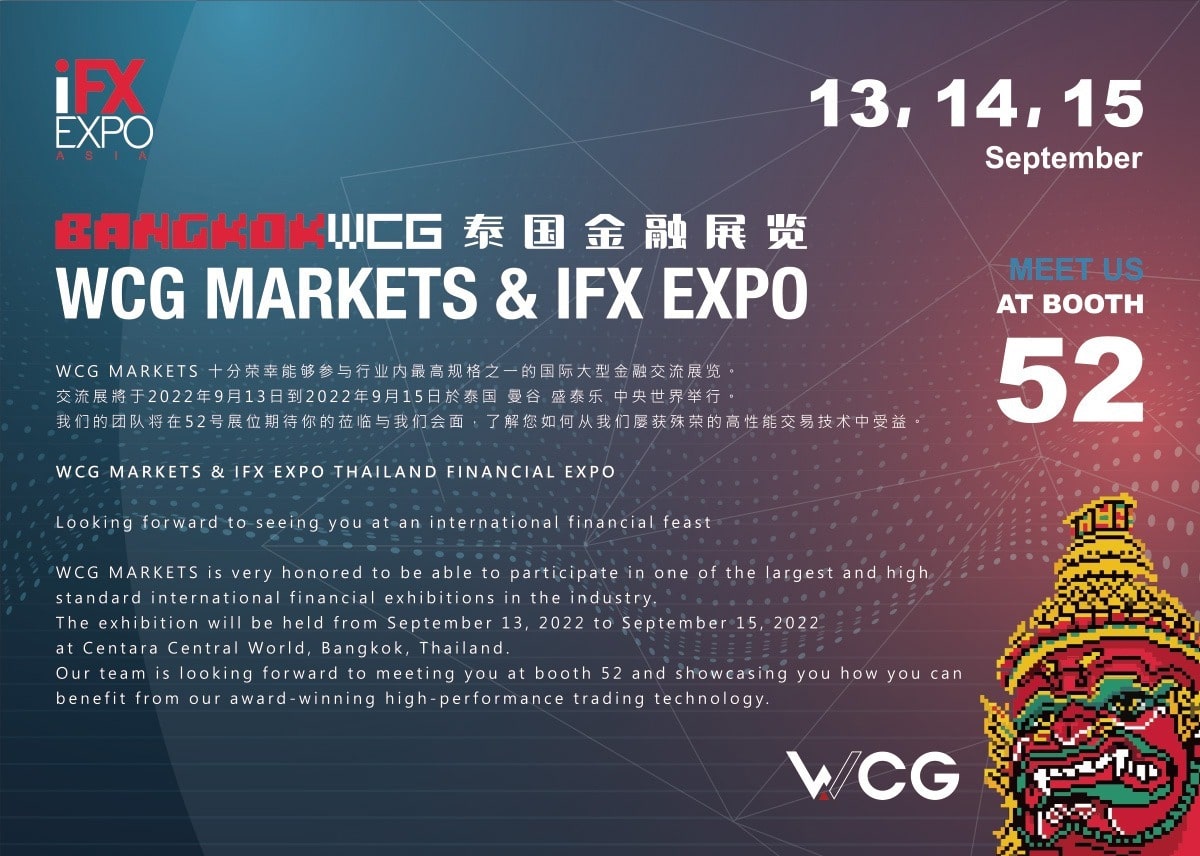 iFX
EXPO
ASIA
13, 14, 15
September
BANGKOKWCG 泰国金融展览
WCG MARKETS & IFX EXPO
MEET US
AT BOOTH
52
WCG MARKETS 十分荣幸能够参与行业内最高规格之一的国际大型金融交流展览。
交流展將于2022年9月13日到2022年9月15日於泰国 曼谷 盛泰乐 中央世界举行。
我们的团队将在52号展位期待你的莅临与我们会面，了解您如何从我们屡获殊荣的高性能交易技术中受益。
WCG MARKETS & IFX EXPO THAILAND FINANCIAL EXPO
Looking forward to seeing you at an international financial feast
WCG MARKETS is very honored to be able to participate in one of the largest and high
standard international financial exhibitions in the industry.
The exhibition will be held from September 13, 2022 to September 15, 2022
at Centara Central World, Bangkok, Thailand.
Our team is looking forward to meeting you at booth 52 and showcasing you how you can
benefit from our award-winning high-performance trading technology.
WCG